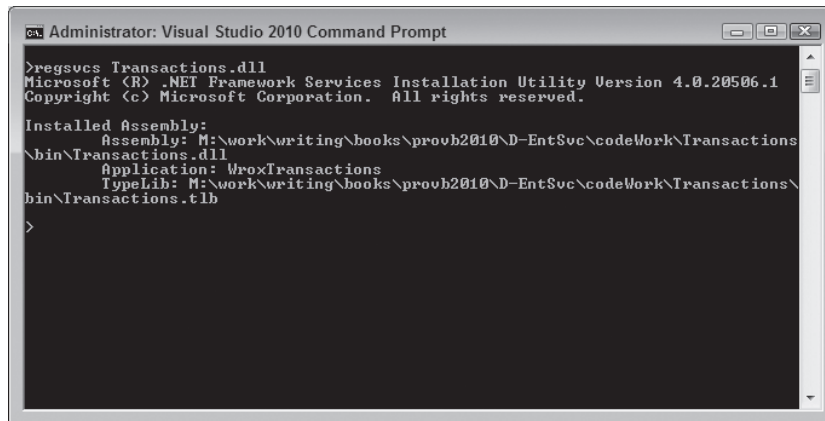 Administrator: Visual Studio 2010 Command Prompt
>regsvcs Transactions.dll
Microsoft (R) .NET Framework Services Installation Utility Version 4.0.20506.1
Copyright (c) Microsoft Corporation.  All rights reserved.
Installed Assembly:
Assembly: M:\work\writing\books\provb2010\D-EntSvc\codeWork\Transactions
\bin\Transactions.dll
Application: WroxTransactions
TypeLib: M:\work\writing\books\provb2010\D-EntSvc\codeWork\Transactions\
bin\Transactions.tlb
>